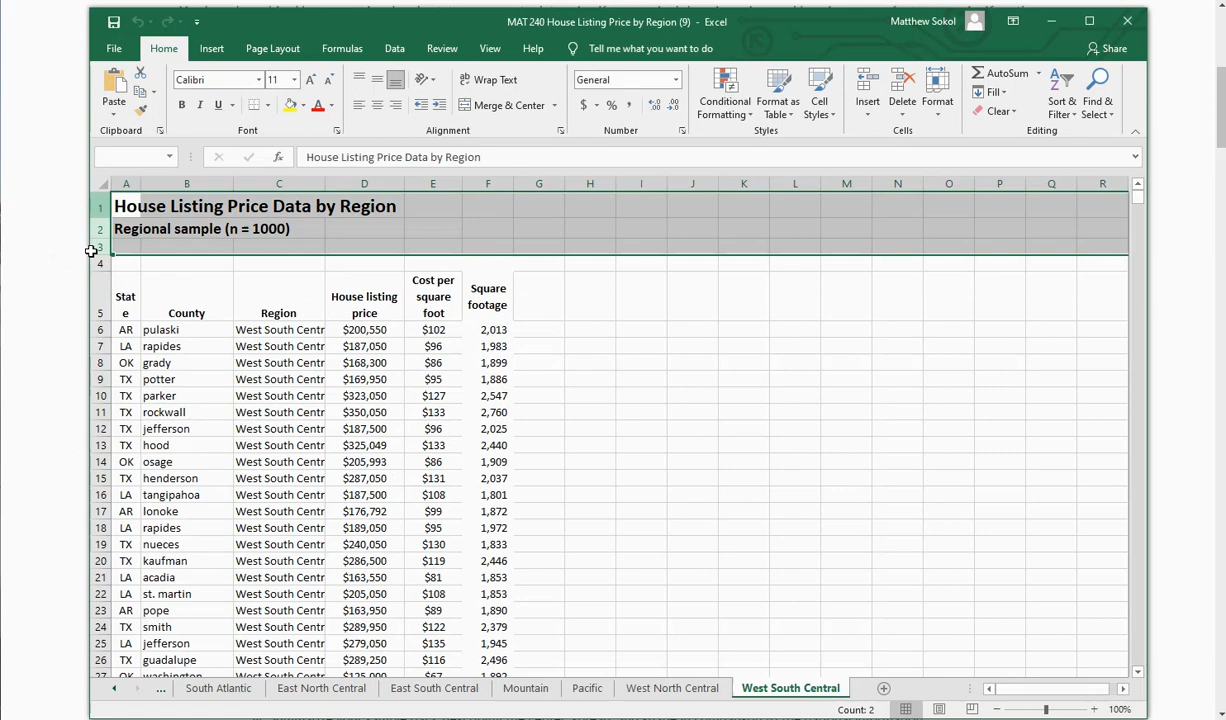 MAT 240 House Listing Price by Region (9) - Excel
Matthew Sokol
File Home Insert Page Layout Formulas Data Review View Help Tell me what you want to do Share
Paste
Calibri 11
B I U A
Wrap Text
Merge & Center
General
$ % ,
Conditional Formatting
Format as Table
Cell Styles
Insert Delete Format
AutoSum
Fill
Clear
Sort & Filter
Find & Select
Clipboard Font Alignment Number Styles Cells Editing
fx House Listing Price Data by Region
A B C D E F G H I J K L M N O P Q R
1 House Listing Price Data by Region
2 Regional sample (n = 1000)
3
4
5 State County Region House listing price Cost per square foot Square footage
6 AR pulaski West South Centr $200,550 $102 2,013
7 LA rapides West South Centr $187,050 $96 1,983
8 OK grady West South Centr $168,300 $86 1,899
9 TX potter West South Centr $169,950 $95 1,886
10 TX parker West South Centr $323,050 $127 2,547
11 TX rockwall West South Centr $350,050 $133 2,760
12 TX jefferson West South Centr $187,500 $96 2,025
13 TX hood West South Centr $325,049 $133 2,440
14 OK osage West South Centr $205,993 $86 1,909
15 TX henderson West South Centr $287,050 $131 2,037
16 LA tangipahoa West South Centr $187,500 $108 1,801
17 AR lonoke West South Centr $176,792 $99 1,872
18 LA rapides West South Centr $189,050 $95 1,972
19 TX nueces West South Centr $240,050 $130 1,833
20 TX kaufman West South Centr $286,500 $119 2,446
21 LA acadia West South Centr $163,550 $81 1,853
22 LA st. martin West South Centr $205,050 $108 1,853
23 AR pope West South Centr $163,950 $89 1,890
24 TX smith West South Centr $289,950 $122 2,379
25 LA jefferson West South Centr $279,050 $135 1,945
26 TX guadalupe West South Centr $289,250 $116 2,496
27 OK washington West South Centr $125,000 $67 1,892
... South Atlantic East North Central East South Central Mountain Pacific West North Central West South Central
Count: 2 100%